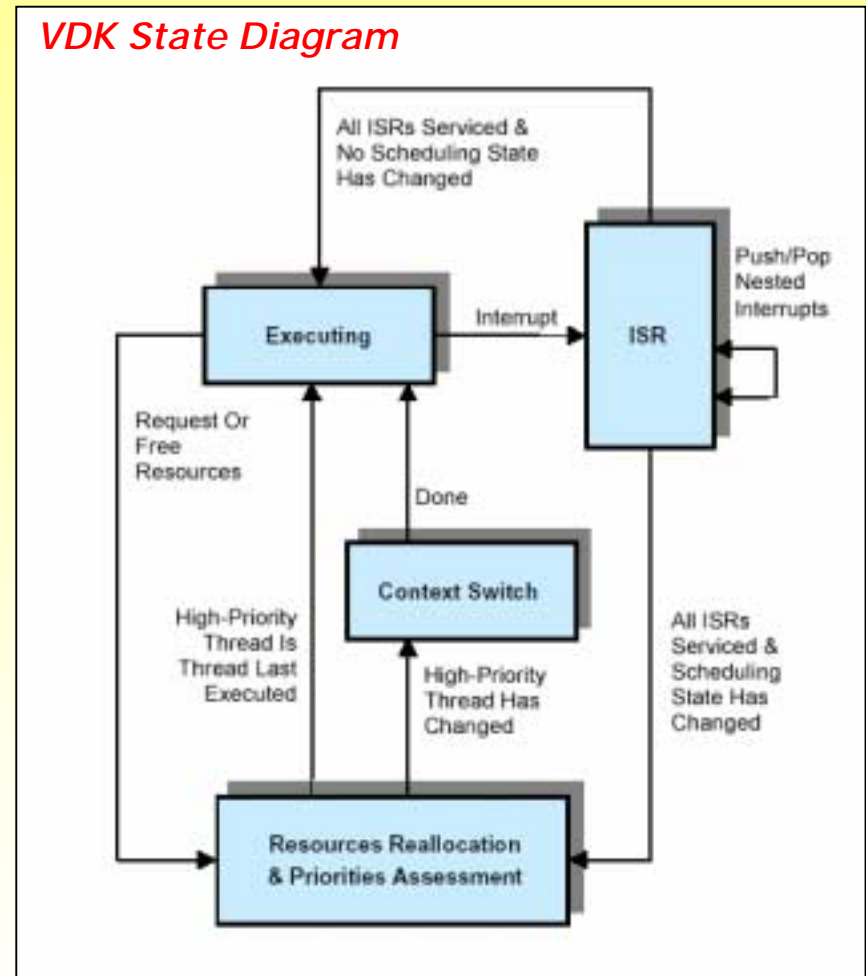 VDK State Diagram
All ISRs Serviced &
No Scheduling State
Has Changed
Push/Pop
Nested
Interrupts
Executing
Interrupt
ISR
Request Or
Free
Resources
Done
Context Switch
High-Priority
Thread Is
Thread Last
Executed
High-Priority
Thread Has
Changed
All ISRs
Serviced &
Scheduling
State Has
Changed
Resources Reallocation
& Priorities Assessment